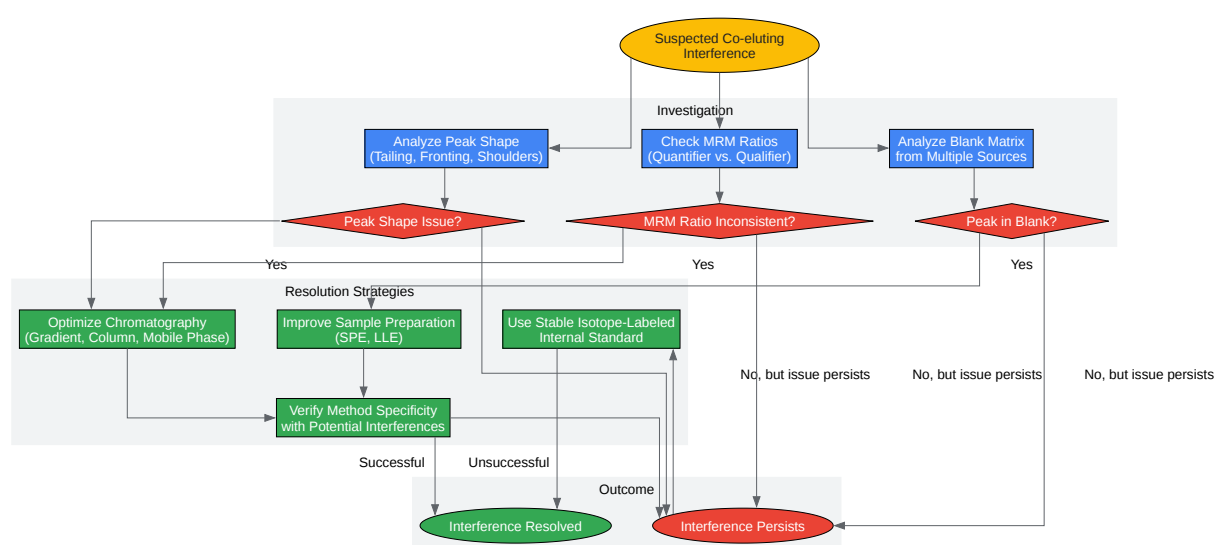 Suspected Co-eluting
Interference
Investigation
Analyze Peak Shape
(Tailing, Fronting, Shoulders)
Check MRM Ratios
(Quantifier vs. Qualifier)
Analyze Blank Matrix
from Multiple Sources
Peak Shape Issue?
MRM Ratio Inconsistent?
Peak in Blank?
Yes
Yes
Yes
Resolution Strategies
Optimize Chromatography
(Gradient, Column, Mobile Phase)
Improve Sample Preparation
(SPE, LLE)
Use Stable Isotope-Labeled
Internal Standard
No, but issue persists
No, but issue persists
No, but issue persists
Verify Method Specificity
with Potential Interferences
Successful
Unsuccessful
Outcome
Interference Resolved
Interference Persists